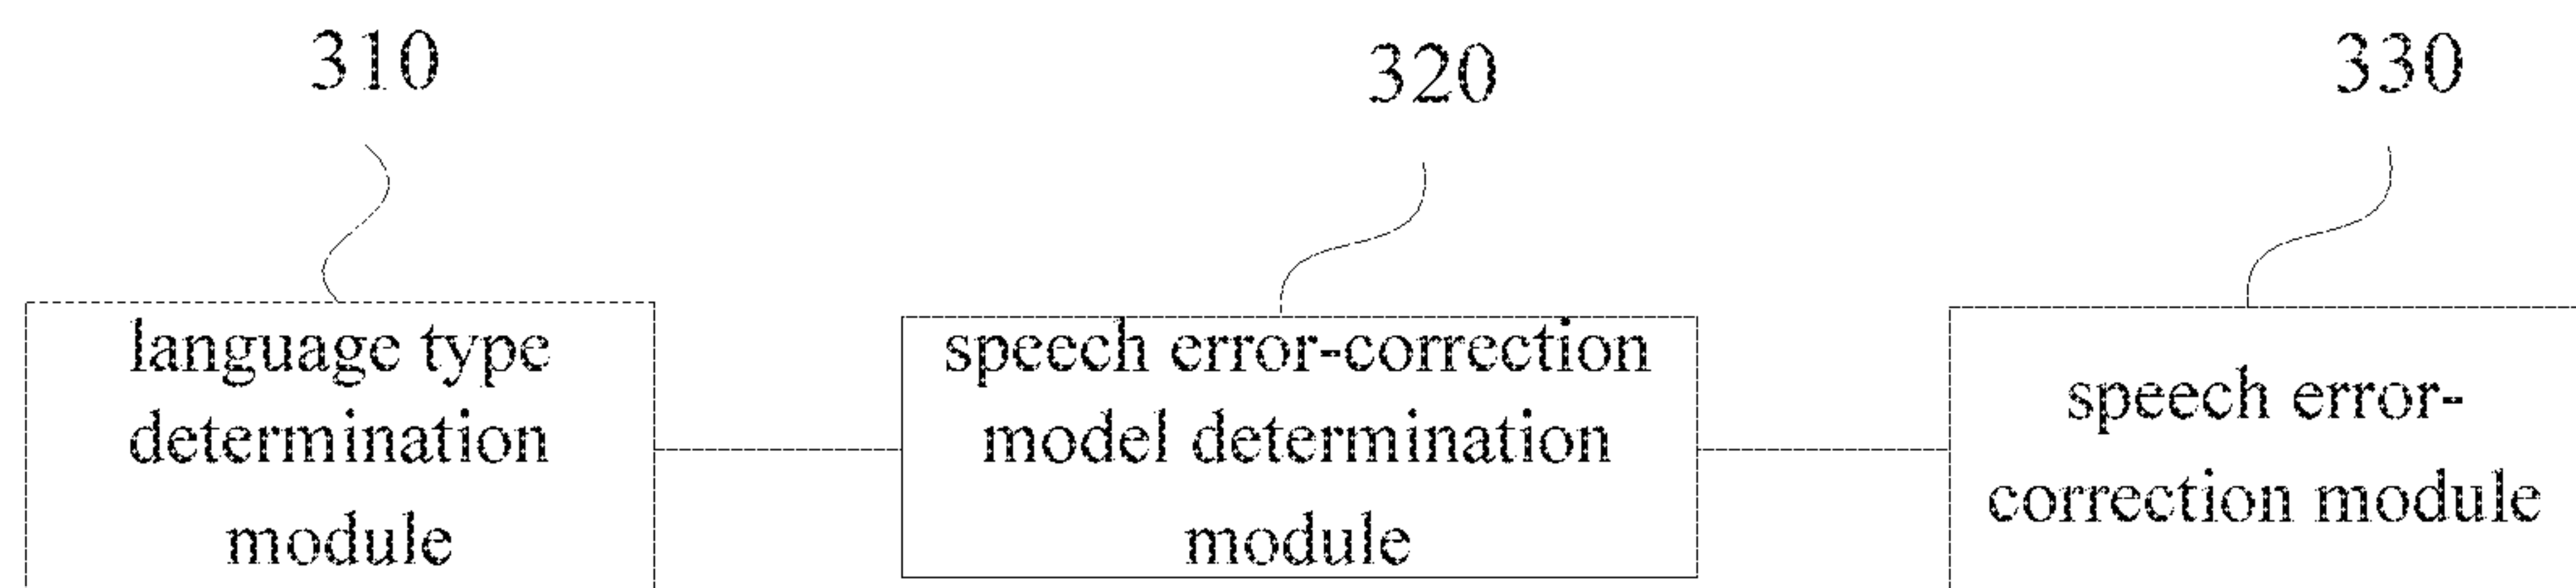 310
320
330
language type
determination
module
speech error-correction
model determination
module
speech error-
correction module